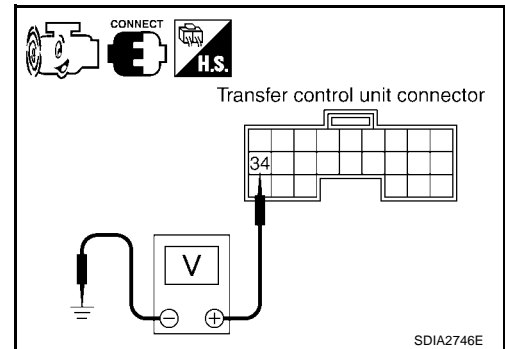 CONNECT
H.S.
Transfer control unit connector
34
V
− +
SDIA2746E